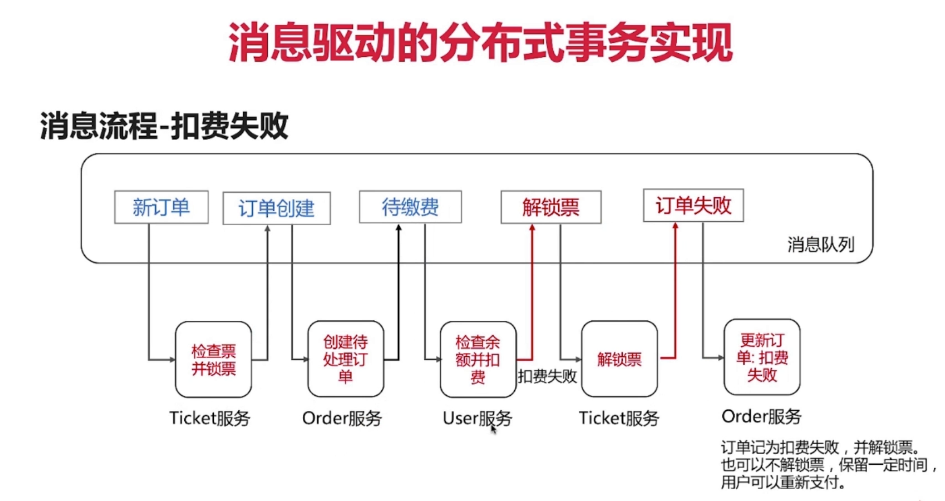 消息驱动的分布式事务实现
消息流程-扣费失败
新订单
订单创建
待缴费
解锁票
订单失败
消息队列
检查票
并锁票
创建待
处理订
单
检查余
额并扣
费
扣费失败
解锁票
更新订
单: 扣费
失败
Ticket服务
Order服务
User服务
Ticket服务
Order服务
订单记为扣费失败，并解锁票。
也可以不解锁票，保留一定时间，
用户可以重新支付。